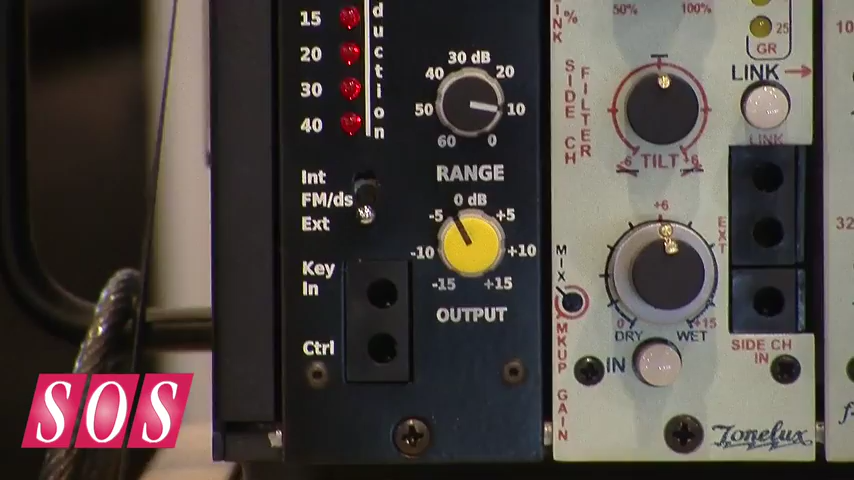 15
20
30
40
duction
30 dB
40 20
50 10
60 0
RANGE
Int
FM/ds
Ext
0 dB
-5 +5
-10 +10
-15 +15
OUTPUT
Key
In
Ctrl
INK %
50% 100%
25
GR
LINK
LINK
SIDE CH
FILTER
-6 TILT +6
+6
EXT
MIX
MKUP GAIN
0 +15
DRY WET
IN
SIDE CH
IN
Tonelux
10
32
f
SOS